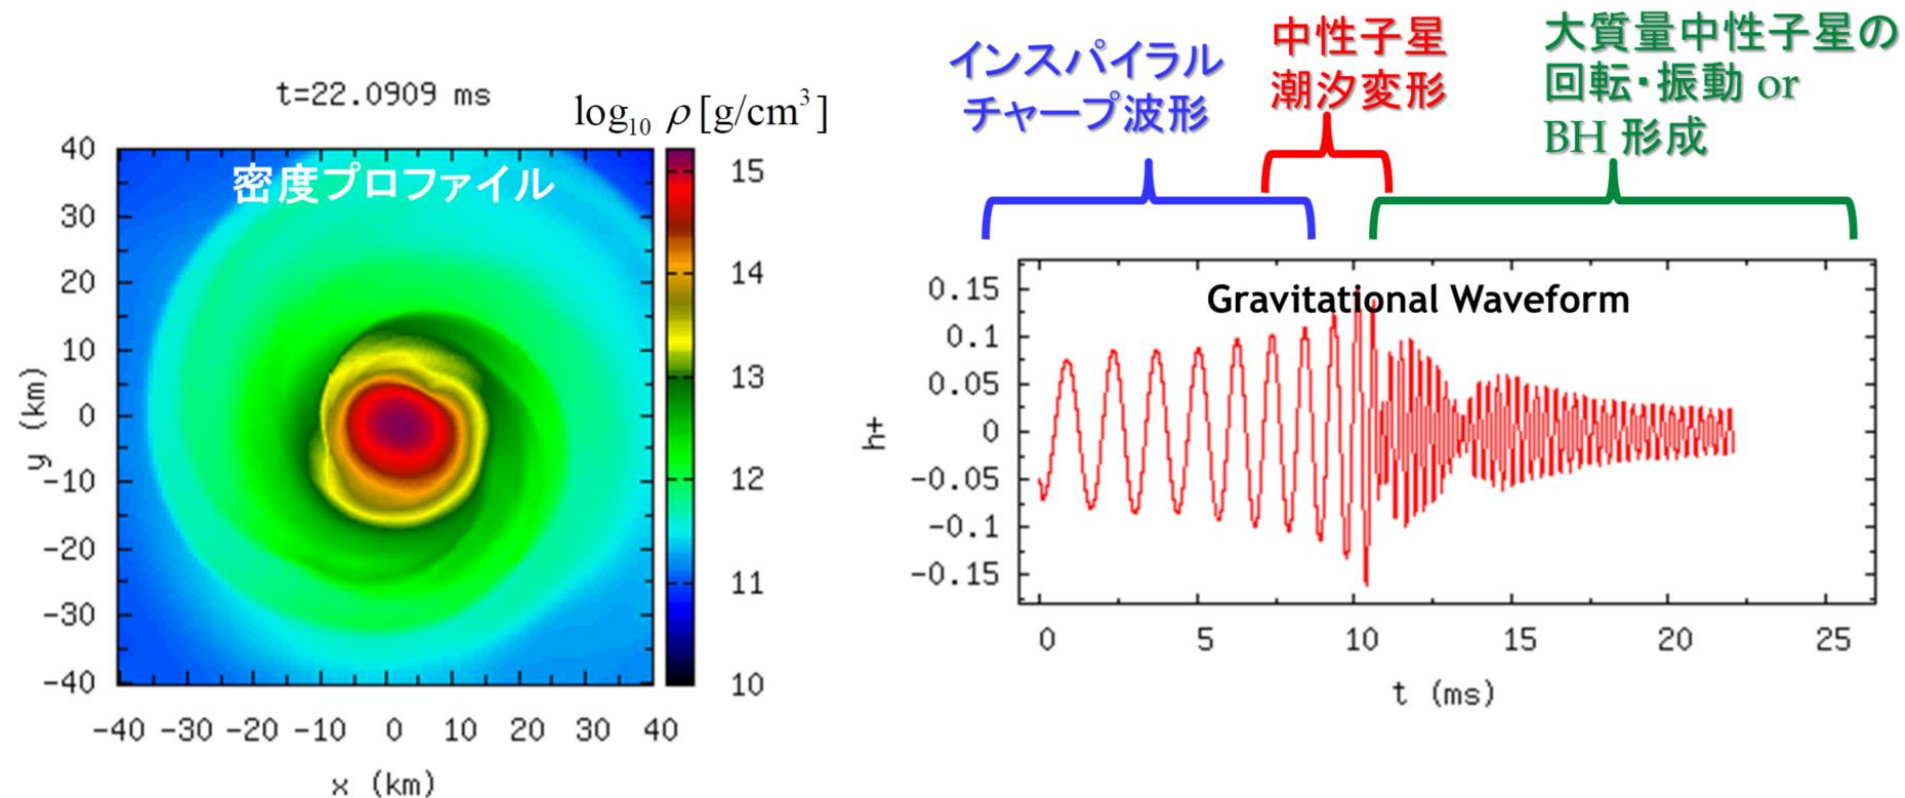 t=22.0909 ms
log₁₀ ρ [g/cm³]
密度プロファイル
40
30
20
10
0
-10
-20
-30
-40
y (km)
-40 -30 -20 -10 0 10 20 30 40
x (km)
15
14
13
12
11
10
インスパイラル
チャープ波形
中性子星
潮汐変形
大質量中性子星の
回転・振動 or
BH 形成
Gravitational Waveform
0.15
0.1
0.05
0
-0.05
-0.1
-0.15
h+
0 5 10 15 20 25
t (ms)